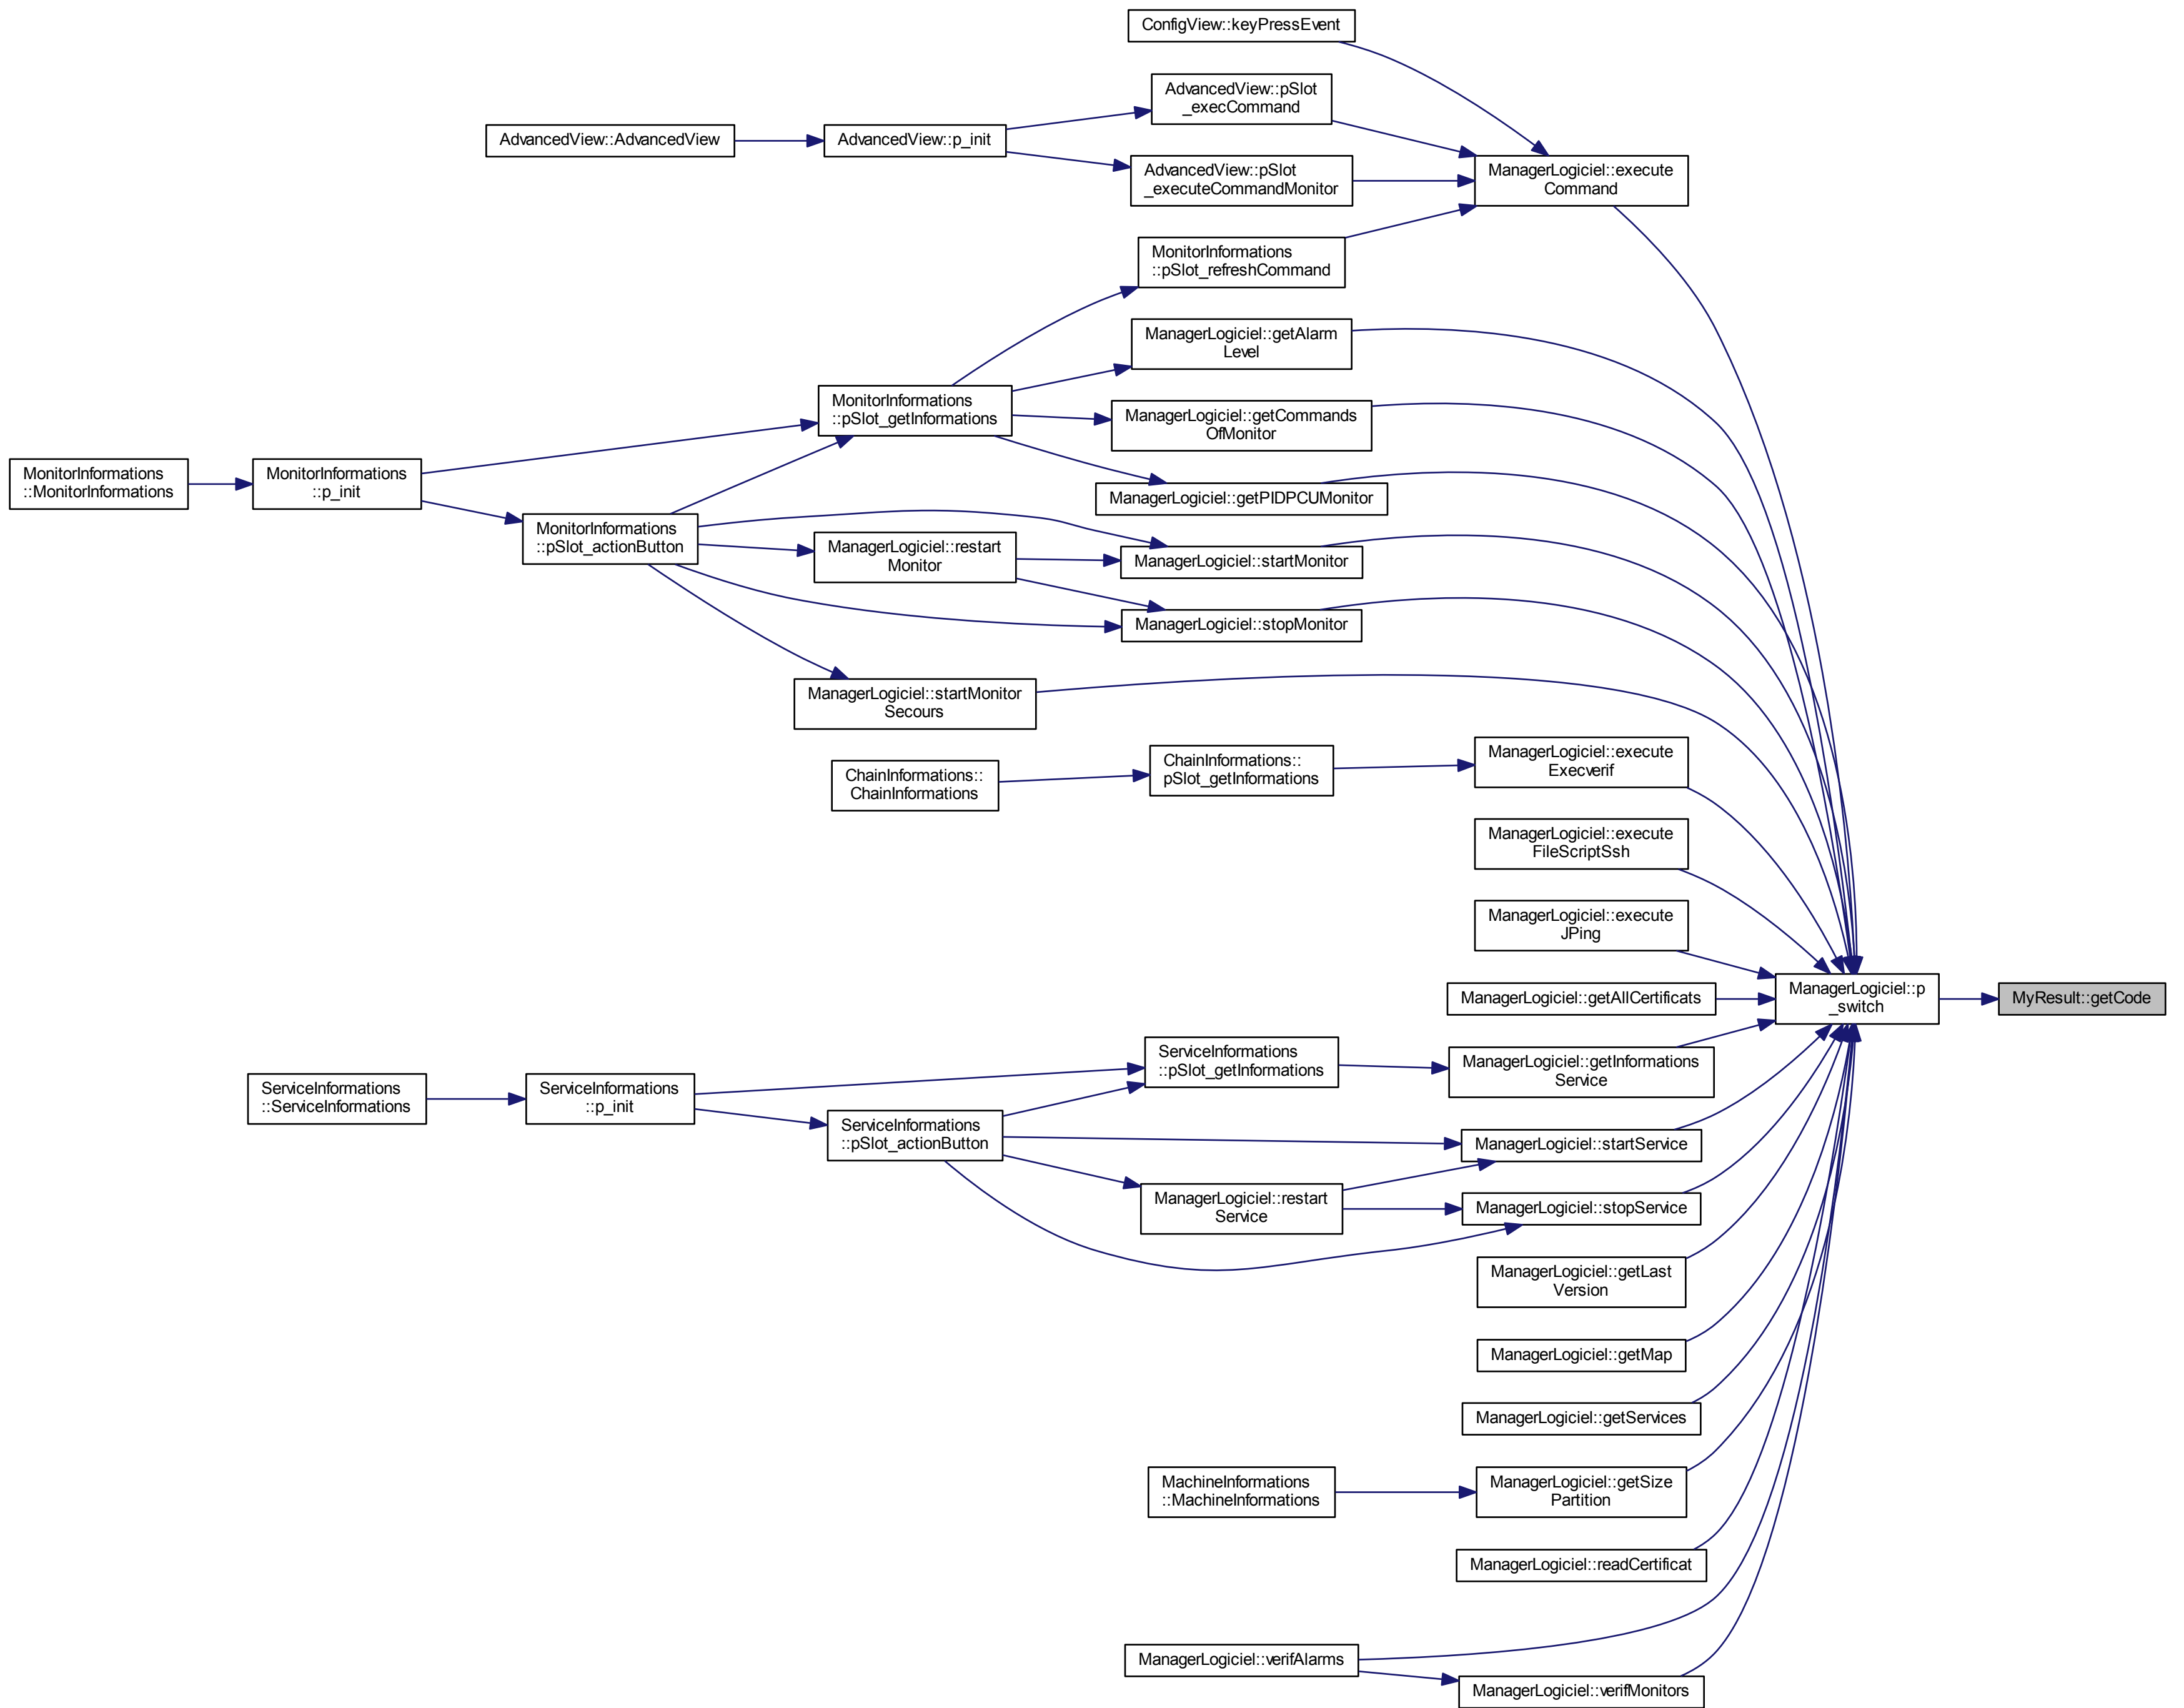 ConfigView::keyPressEvent
AdvancedView::pSlot
_execCommand
AdvancedView::AdvancedView
AdvancedView::p_init
AdvancedView::pSlot
_executeCommandMonitor
ManagerLogiciel::execute
Command
MonitorInformations
::pSlot_refreshCommand
ManagerLogiciel::getAlarm
Level
MonitorInformations
::pSlot_getInformations
ManagerLogiciel::getCommands
OfMonitor
MonitorInformations
::MonitorInformations
MonitorInformations
::p_init
ManagerLogiciel::getPIDPCUMonitor
MonitorInformations
::pSlot_actionButton
ManagerLogiciel::restart
Monitor
ManagerLogiciel::startMonitor
ManagerLogiciel::stopMonitor
ManagerLogiciel::startMonitor
Secours
ChainInformations::
ChainInformations
ChainInformations::
pSlot_getInformations
ManagerLogiciel::execute
Execverif
ManagerLogiciel::execute
FileScriptSsh
ManagerLogiciel::execute
JPing
ManagerLogiciel::getAllCertificats
ManagerLogiciel::p
_switch
MyResult::getCode
ServiceInformations
::pSlot_getInformations
ManagerLogiciel::getInformations
Service
ServiceInformations
::ServiceInformations
ServiceInformations
::p_init
ServiceInformations
::pSlot_actionButton
ManagerLogiciel::startService
ManagerLogiciel::restart
Service
ManagerLogiciel::stopService
ManagerLogiciel::getLast
Version
ManagerLogiciel::getMap
ManagerLogiciel::getServices
MachineInformations
::MachineInformations
ManagerLogiciel::getSize
Partition
ManagerLogiciel::readCertificat
ManagerLogiciel::verifAlarms
ManagerLogiciel::verifMonitors